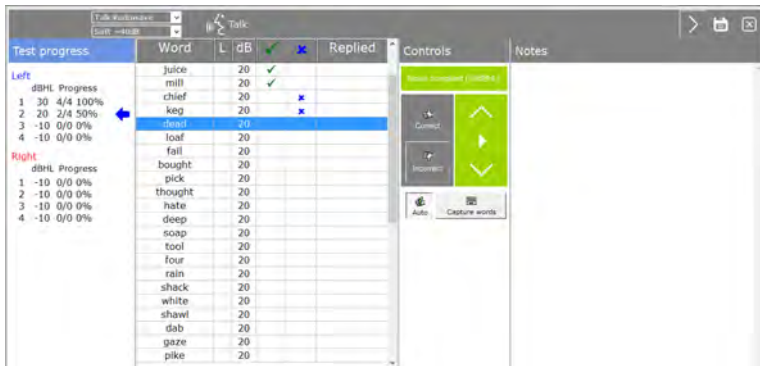 Talk
Test progress
Word L dB Replied
Controls
Notes
Left
dBHL Progress
1 30 4/4 100%
2 20 2/4 50%
3 -10 0/0 0%
4 -10 0/0 0%
Right
dBHL Progress
1 -10 0/0 0%
2 -10 0/0 0%
3 -10 0/0 0%
4 -10 0/0 0%
juice 20
mill 20
chief 20
keg 20
dead 20
loaf 20
fail 20
bought 20
pick 20
thought 20
hate 20
deep 20
soap 20
tool 20
four 20
rain 20
shack 20
white 20
shawl 20
dab 20
gaze 20
pike 20
Correct
Incorrect
Auto
Capture words